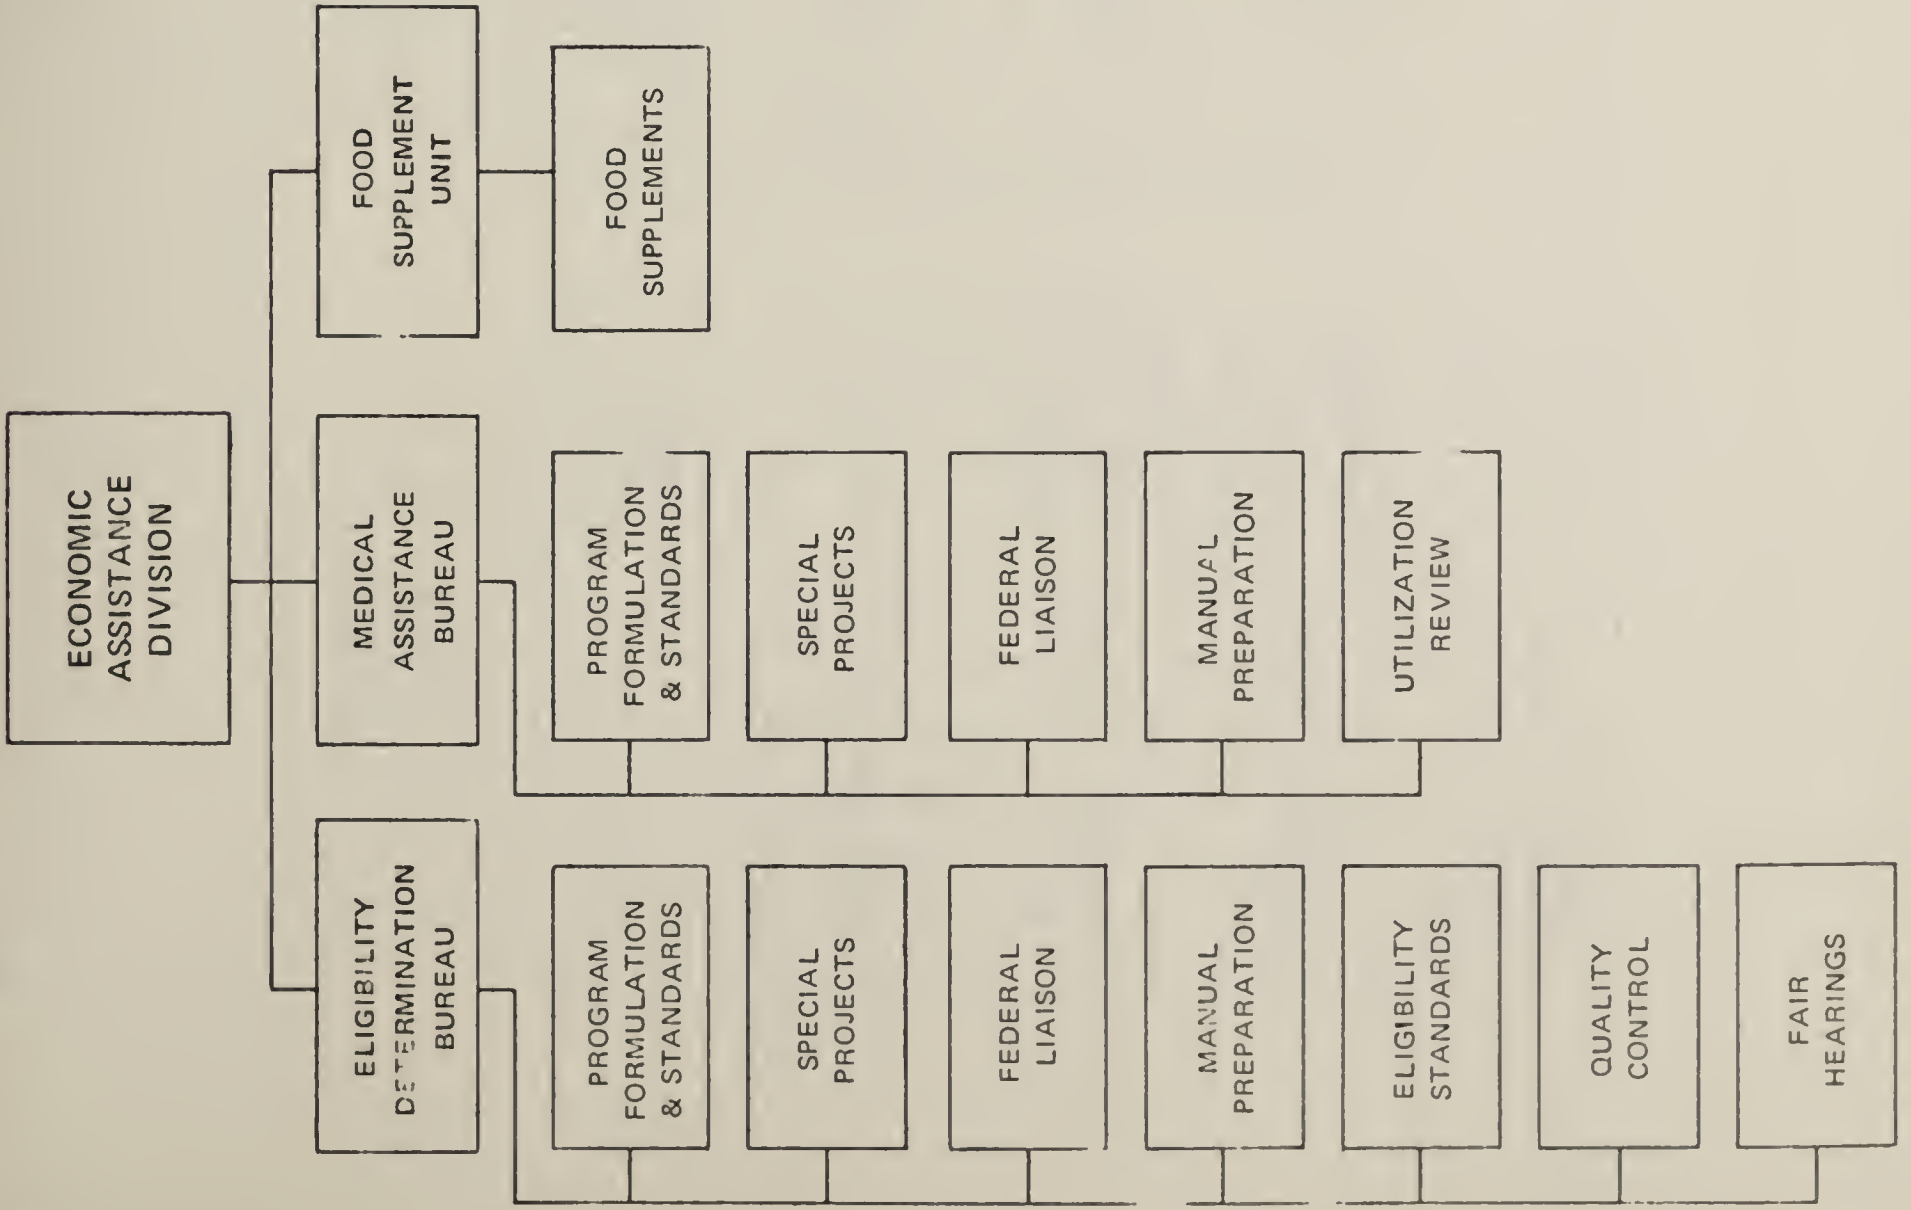 ECONOMIC
ASSISTANCE
DIVISION
ELIGIBILITY
DETERMINATION
BUREAU
MEDICAL
ASSISTANCE
BUREAU
FOOD
SUPPLEMENT
UNIT
PROGRAM
FORMULATION
& STANDARDS
SPECIAL
PROJECTS
FEDERAL
LIAISON
MANUAL
PREPARATION
ELIGIBILITY
STANDARDS
QUALITY
CONTROL
FAIR
HEARINGS
PROGRAM
FORMULATION
& STANDARDS
SPECIAL
PROJECTS
FEDERAL
LIAISON
MANUAL
PREPARATION
UTILIZATION
REVIEW
FOOD
SUPPLEMENTS